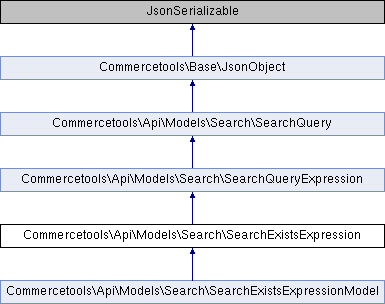 JsonSerializable
Commercetools\Base\JsonObject
Commercetools\Api\Models\Search\SearchQuery
Commercetools\Api\Models\Search\SearchQueryExpression
Commercetools\Api\Models\Search\SearchExistsExpression
Commercetools\Api\Models\Search\SearchExistsExpressionModel